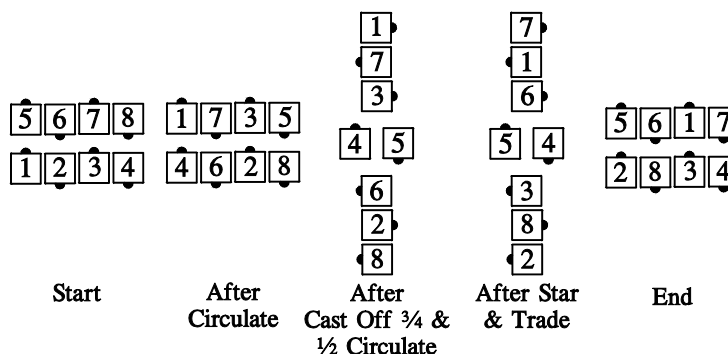 1 7
7 1
3 6
5 6 7 8 1 7 3 5 5 6 1 7
4 5 5 4
1 2 3 4 4 6 2 8 2 8 3 4
6 3
2 8
8 2
Start
After
Circulate
After
Cast Off ¾ &
½ Circulate
After Star
& Trade
End